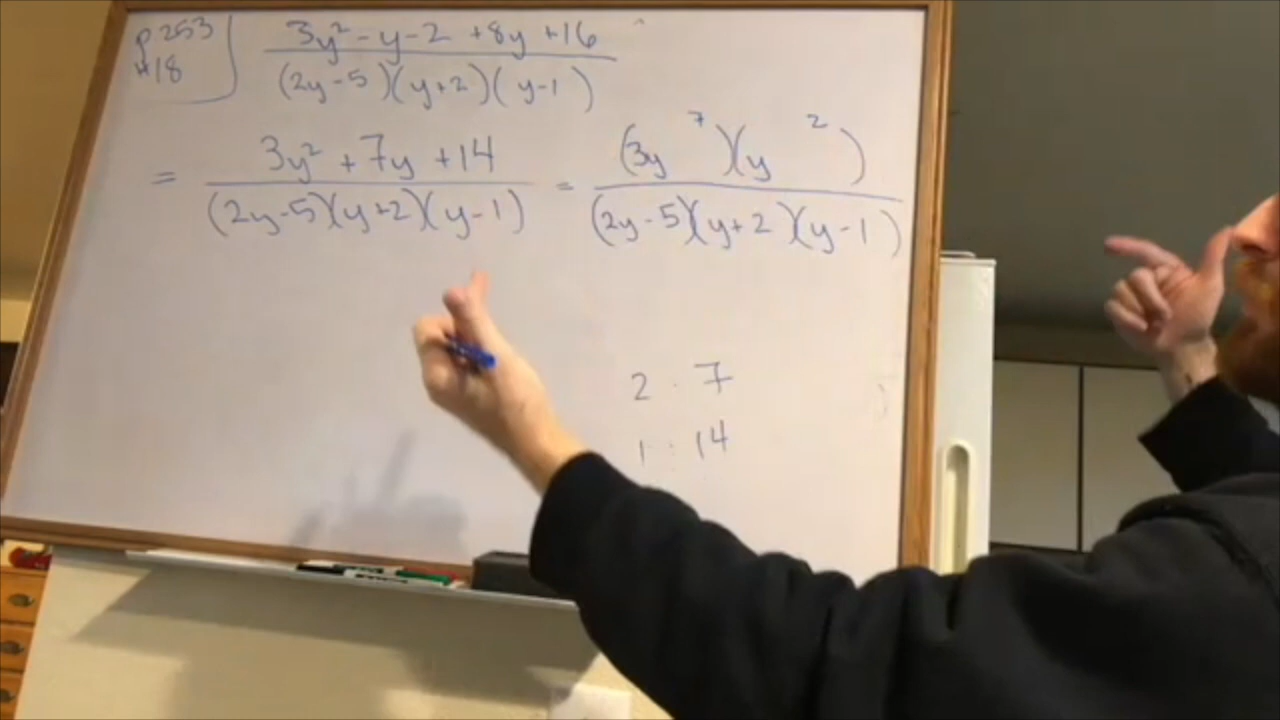 p 253
#18
3y² - y - 2 + 8y + 16
(2y - 5)(y + 2)(y - 1)
= 3y² + 7y + 14 = (3y 7)(y 2)
(2y - 5)(y + 2)(y - 1) (2y - 5)(y + 2)(y - 1)
2 · 7
1 · 14